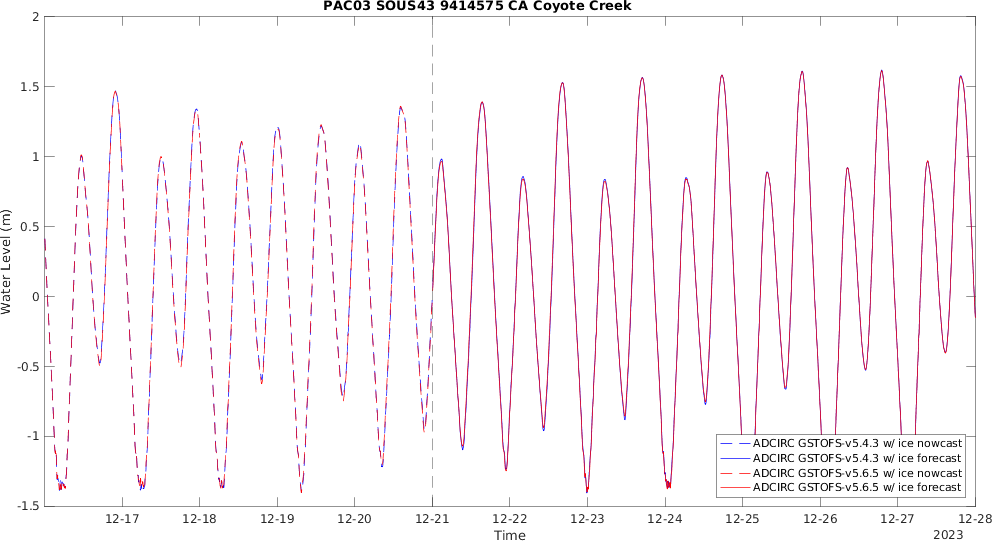 PAC03 SOUS43 9414575 CA Coyote Creek
2
1.5
1
0.5
0
-0.5
-1
-1.5
Water Level (m)
ADCIRC GSTOFS-v5.4.3 w/ ice nowcast
ADCIRC GSTOFS-v5.4.3 w/ ice forecast
ADCIRC GSTOFS-v5.6.5 w/ ice nowcast
ADCIRC GSTOFS-v5.6.5 w/ ice forecast
12-17 12-18 12-19 12-20 12-21 12-22 12-23 12-24 12-25 12-26 12-27 12-28
Time
2023